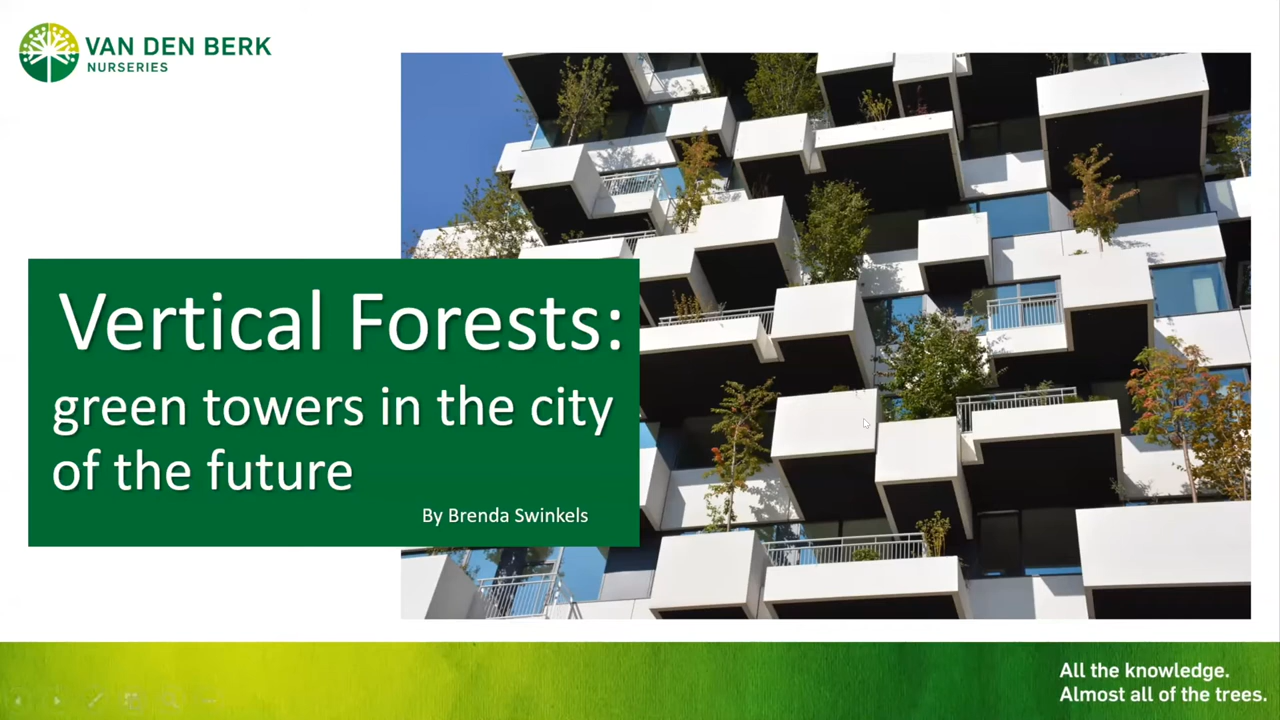 VAN DEN BERK
NURSERIES
Vertical Forests:
green towers in the city
of the future
By Brenda Swinkels
All the knowledge.
Almost all of the trees.